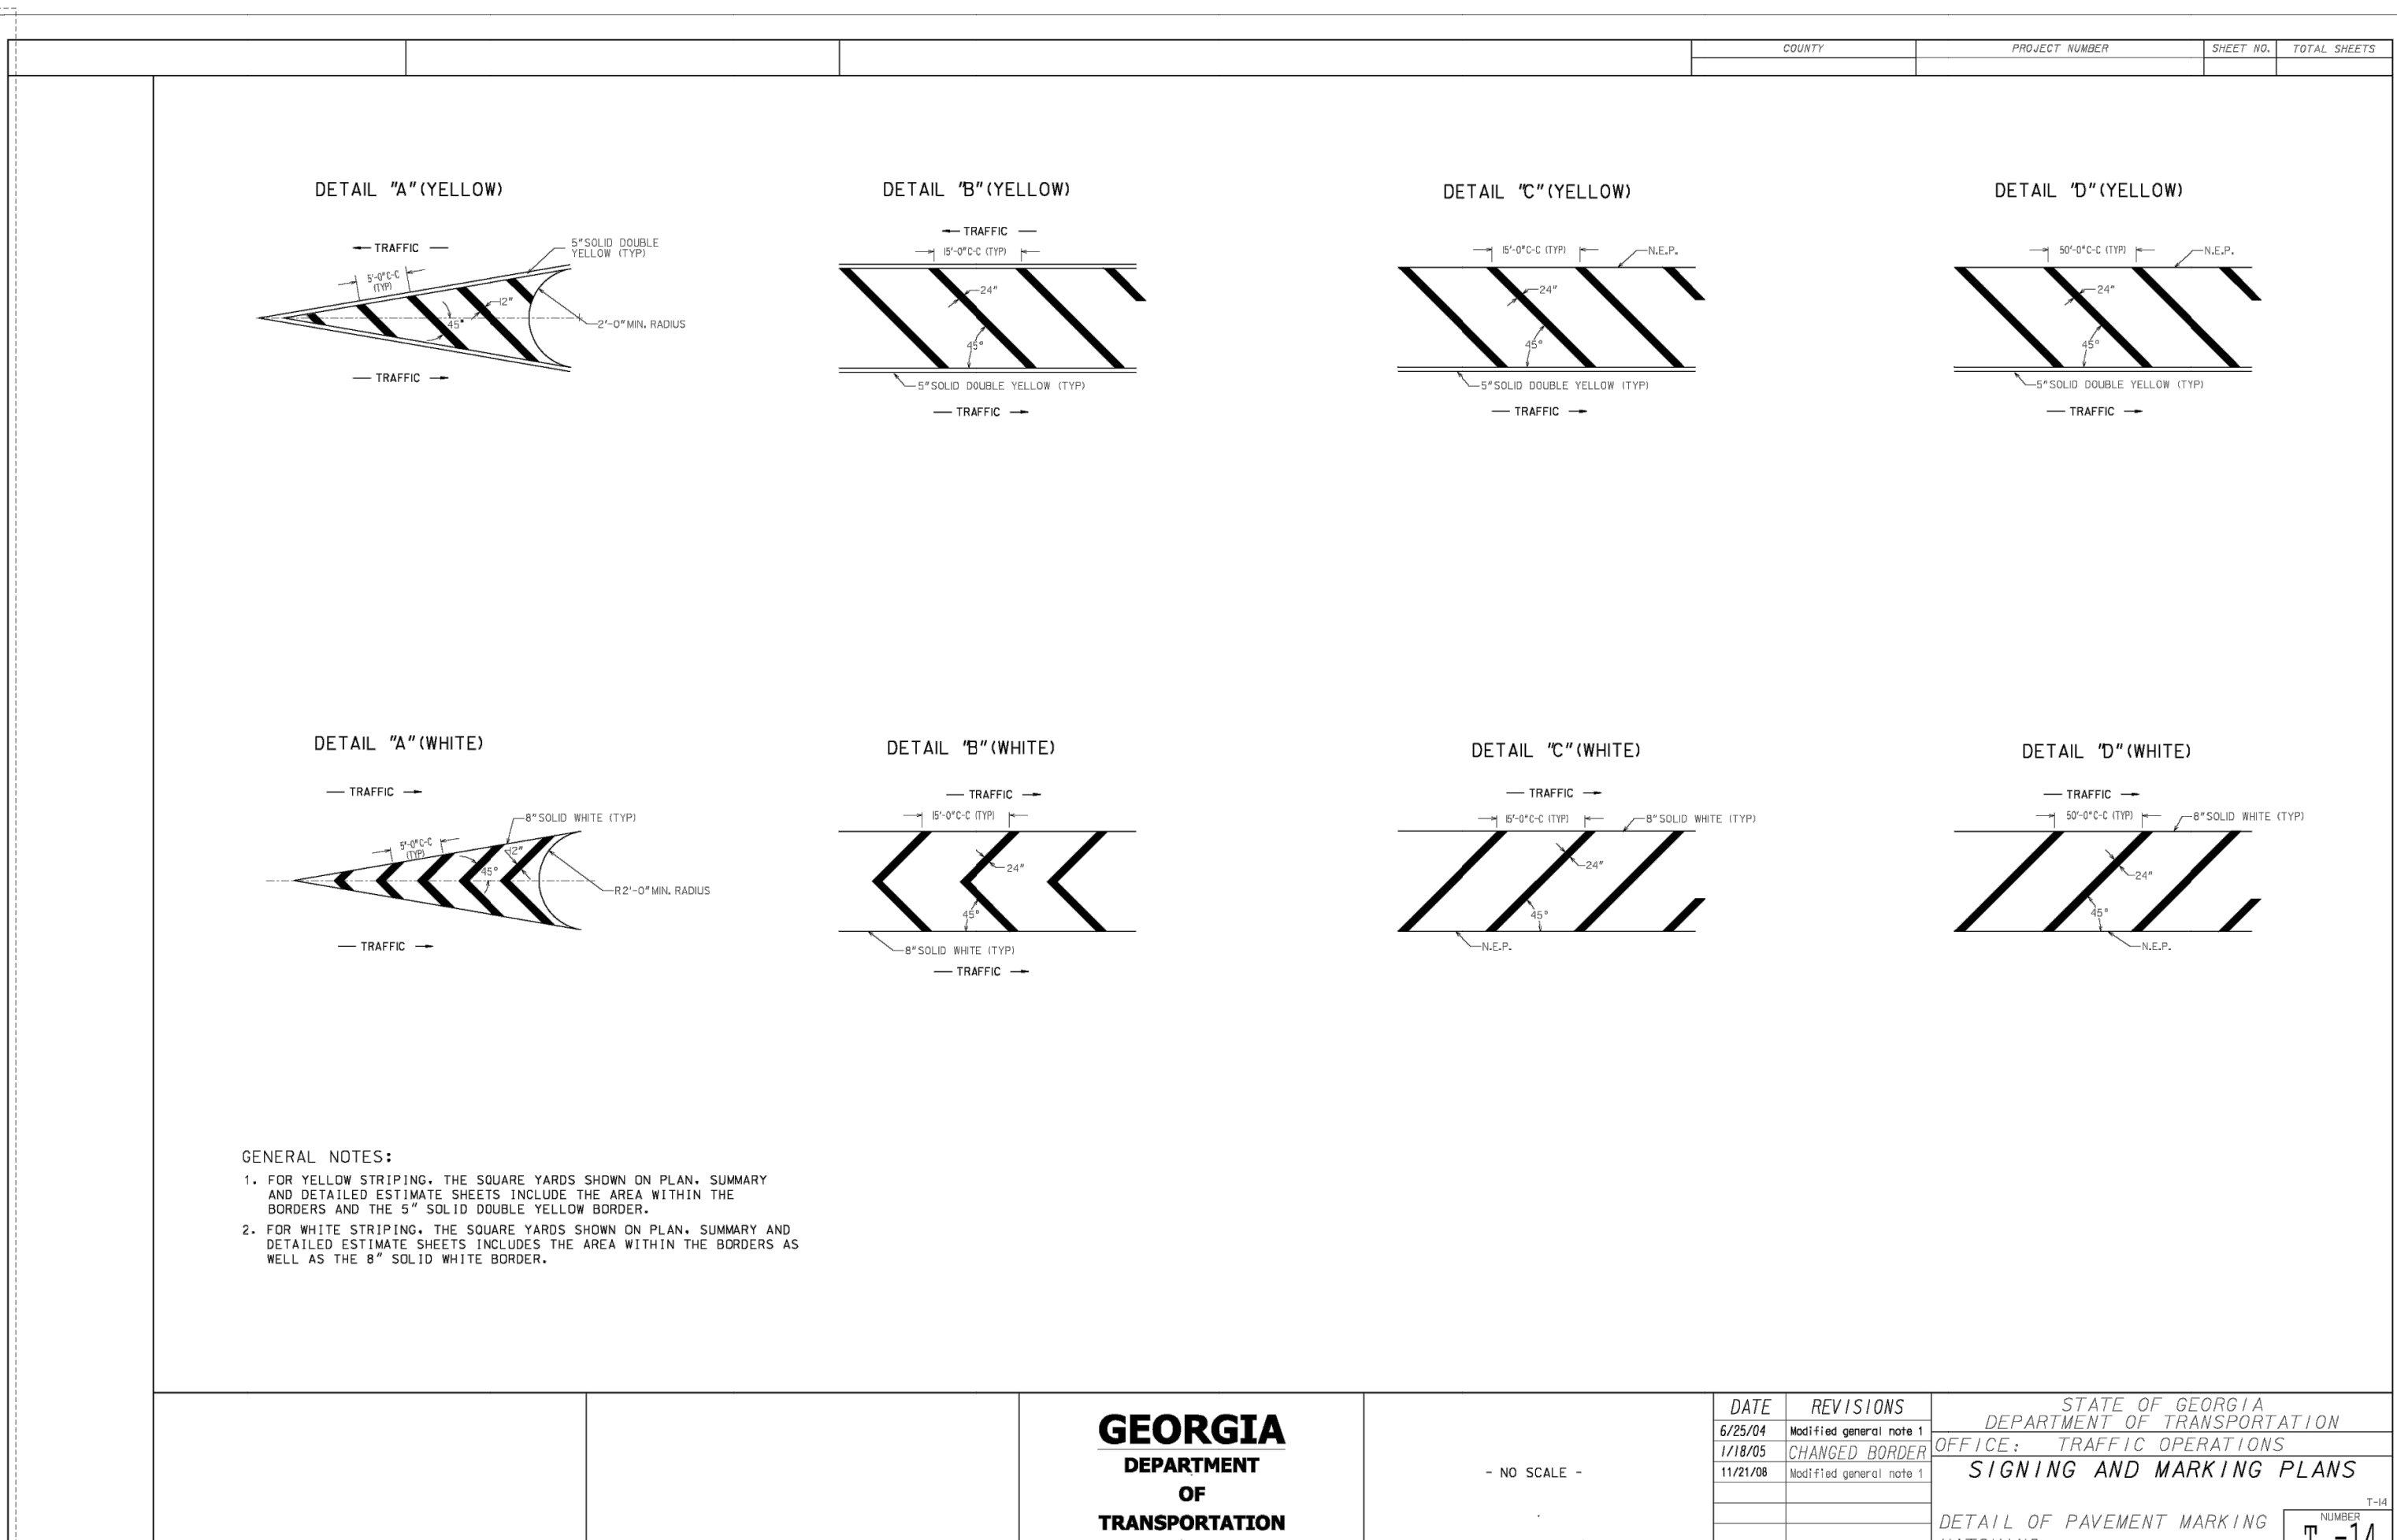 COUNTY PROJECT NUMBER SHEET NO. TOTAL SHEETS
DETAIL "A" (YELLOW)
TRAFFIC
5" SOLID DOUBLE
YELLOW (TYP)
5'-0" C-C
(TYP)
12"
45°
2'-0" MIN. RADIUS
TRAFFIC
DETAIL "B" (YELLOW)
TRAFFIC
15'-0" C-C (TYP)
24"
45°
5" SOLID DOUBLE YELLOW (TYP)
TRAFFIC
DETAIL "C" (YELLOW)
15'-0" C-C (TYP)
N.E.P.
24"
45°
5" SOLID DOUBLE YELLOW (TYP)
TRAFFIC
DETAIL "D" (YELLOW)
50'-0" C-C (TYP)
N.E.P.
24"
45°
5" SOLID DOUBLE YELLOW (TYP)
TRAFFIC
DETAIL "A" (WHITE)
TRAFFIC
8" SOLID WHITE (TYP)
5'-0" C-C
(TYP)
12"
45°
R2'-0" MIN. RADIUS
TRAFFIC
DETAIL "B" (WHITE)
TRAFFIC
15'-0" C-C (TYP)
24"
45°
8" SOLID WHITE (TYP)
TRAFFIC
DETAIL "C" (WHITE)
TRAFFIC
15'-0" C-C (TYP)
8" SOLID WHITE (TYP)
24"
45°
N.E.P.
DETAIL "D" (WHITE)
TRAFFIC
50'-0" C-C (TYP)
8" SOLID WHITE (TYP)
24"
45°
N.E.P.
GENERAL NOTES:
1. FOR YELLOW STRIPING. THE SQUARE YARDS SHOWN ON PLAN. SUMMARY
AND DETAILED ESTIMATE SHEETS INCLUDE THE AREA WITHIN THE
BORDERS AND THE 5" SOLID DOUBLE YELLOW BORDER.
2. FOR WHITE STRIPING. THE SQUARE YARDS SHOWN ON PLAN. SUMMARY AND
DETAILED ESTIMATE SHEETS INCLUDES THE AREA WITHIN THE BORDERS AS
WELL AS THE 8" SOLID WHITE BORDER.
GEORGIA
DEPARTMENT
OF
TRANSPORTATION
- NO SCALE -
DATE REVISIONS
6/25/04 Modified general note 1
1/18/05 CHANGED BORDER
11/21/08 Modified general note 1
STATE OF GEORGIA
DEPARTMENT OF TRANSPORTATION
OFFICE: TRAFFIC OPERATIONS
SIGNING AND MARKING PLANS
T-14
DETAIL OF PAVEMENT MARKING
NUMBER
T-14